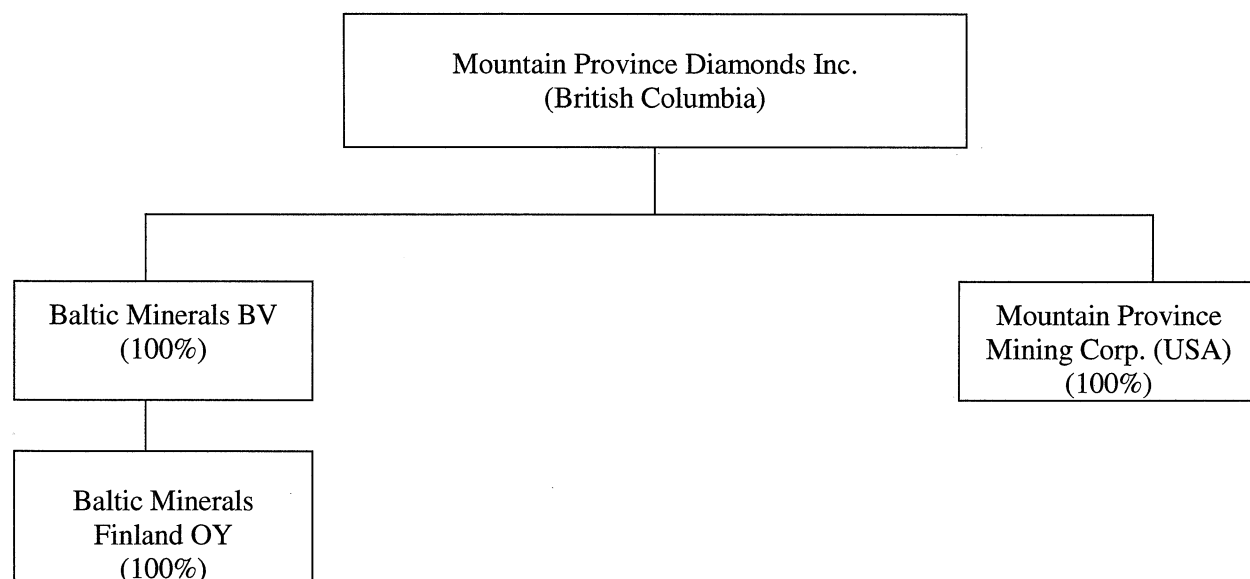 Mountain Province Diamonds Inc.
(British Columbia)
Baltic Minerals BV
(100%)
Mountain Province
Mining Corp. (USA)
(100%)
Baltic Minerals
Finland OY
(100%)